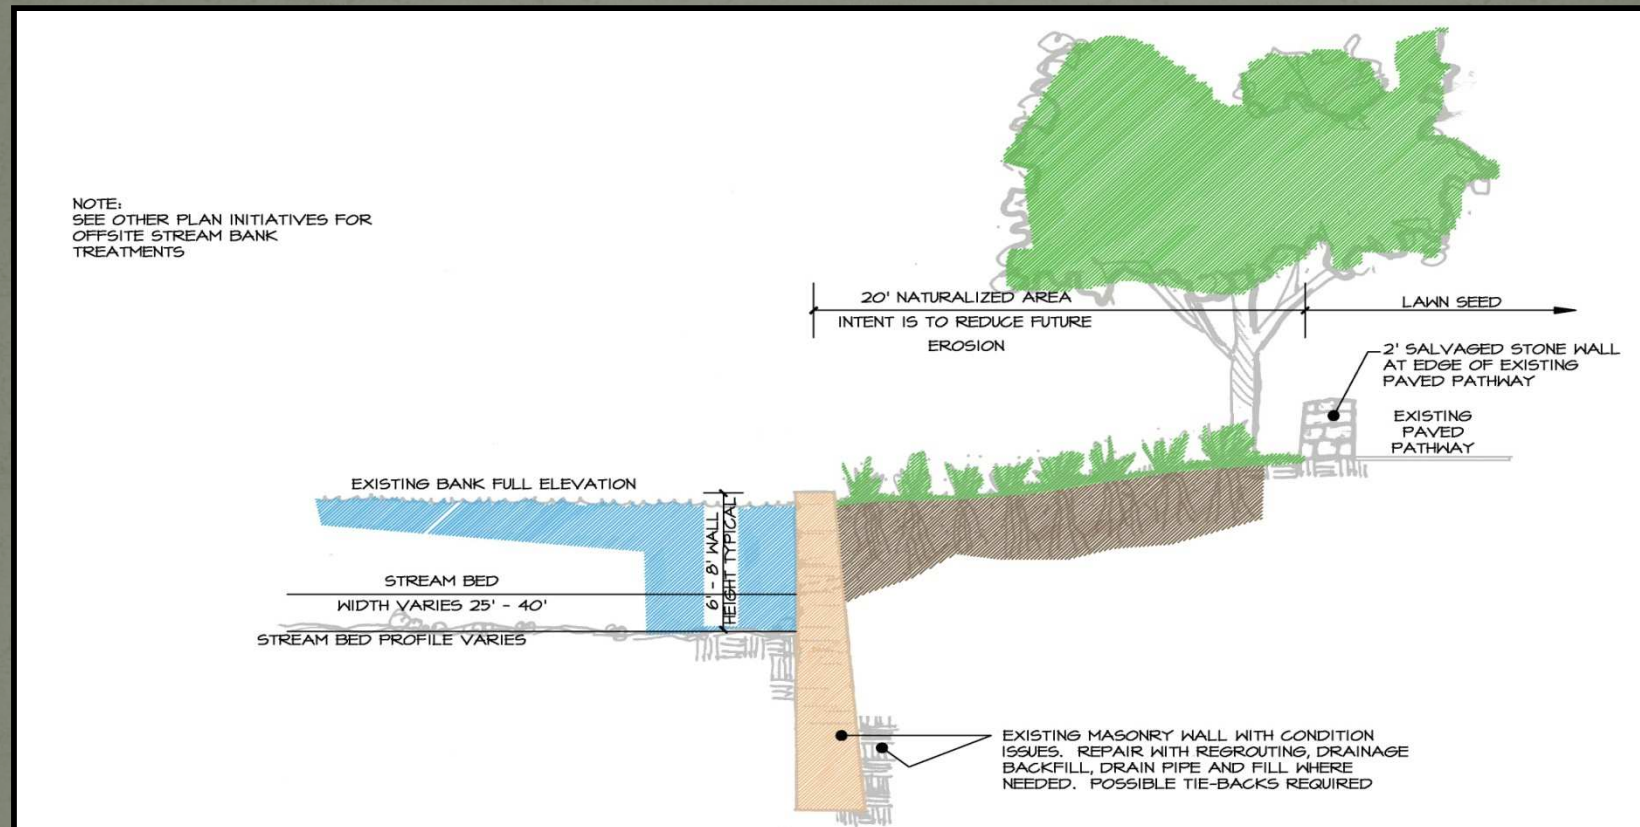 NOTE:
SEE OTHER PLAN INITIATIVES FOR
OFFSITE STREAM BANK
TREATMENTS
20' NATURALIZED AREA
INTENT IS TO REDUCE FUTURE
EROSION
LAWN SEED
2' SALVAGED STONE WALL
AT EDGE OF EXISTING
PAVED PATHWAY
EXISTING
PAVED
PATHWAY
EXISTING BANK FULL ELEVATION
6' - 8' WALL
HEIGHT TYPICAL
STREAM BED
WIDTH VARIES 25' - 40'
STREAM BED PROFILE VARIES
EXISTING MASONRY WALL WITH CONDITION
ISSUES. REPAIR WITH REGROUTING, DRAINAGE
BACKFILL, DRAIN PIPE AND FILL WHERE
NEEDED. POSSIBLE TIE-BACKS REQUIRED